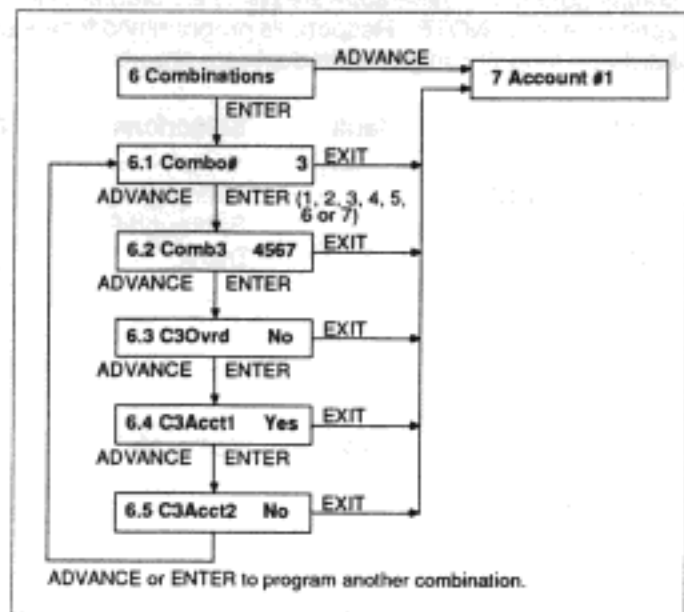 ADVANCE
6 Combinations
7 Account #1
ENTER
6.1 Combo# 3
EXIT
ADVANCE ENTER (1, 2, 3, 4, 5,
6 or 7)
6.2 Comb3 4567
EXIT
ADVANCE ENTER
6.3 C3Ovrd No
EXIT
ADVANCE ENTER
6.4 C3Acct1 Yes
EXIT
ADVANCE ENTER
6.5 C3Acct2 No
EXIT
ADVANCE or ENTER to program another combination.